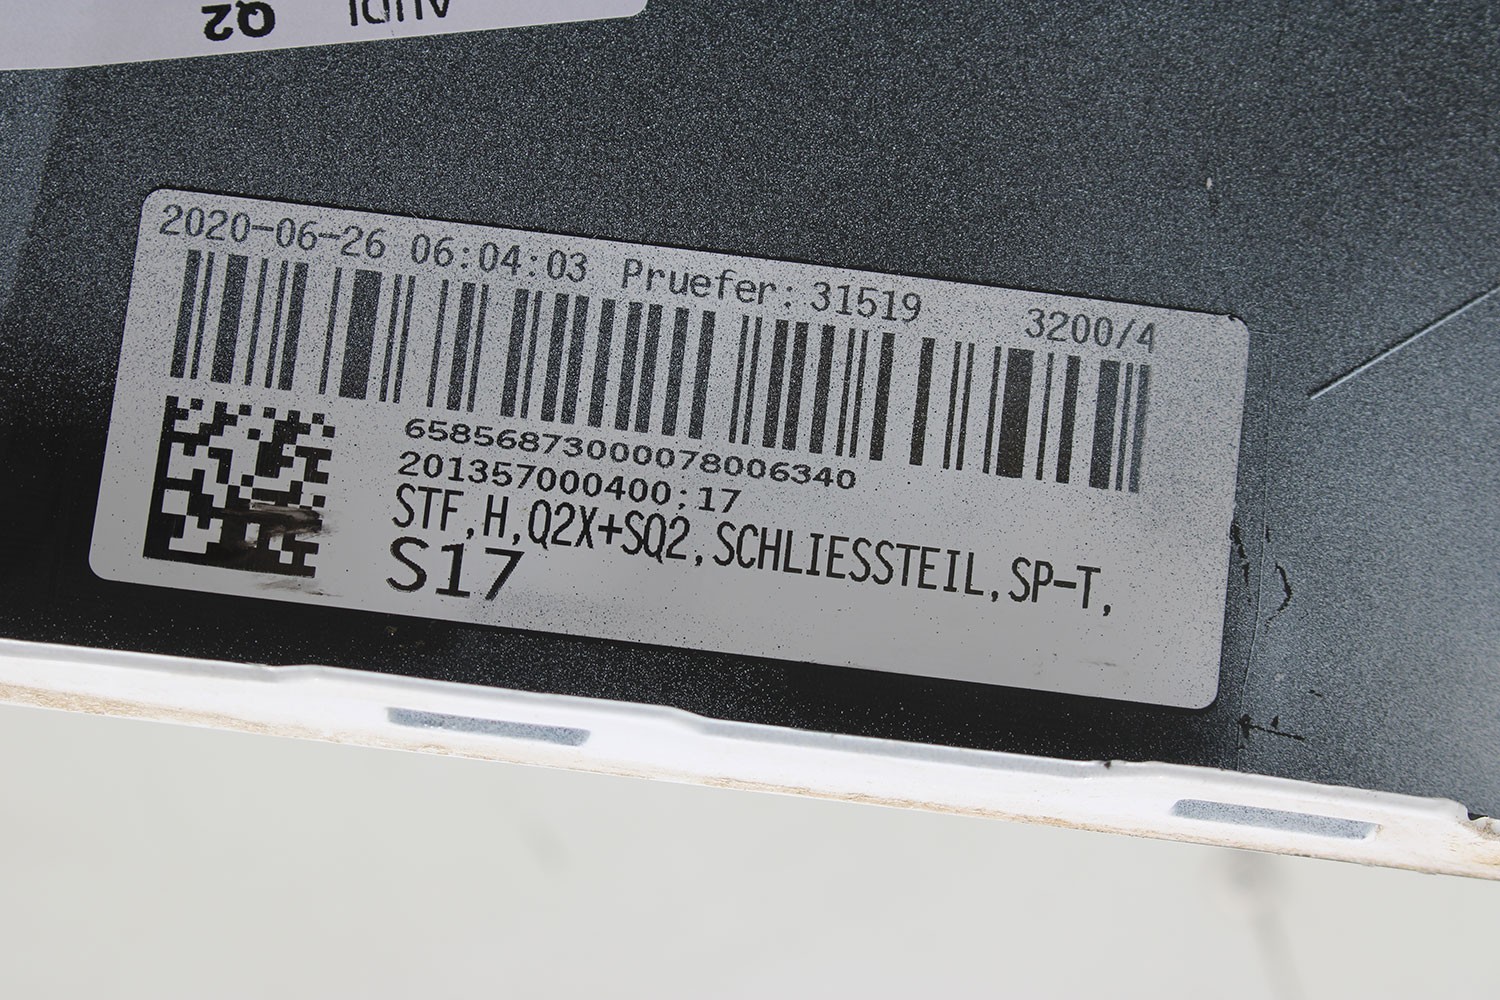 AUDI Q2
2020-06-26 06:04:03 Pruefer: 31519 3200/4
65856873000078006340
201357000400;17
STF,H,Q2X+SQ2,SCHLIESSTEIL,SP-T,
S17